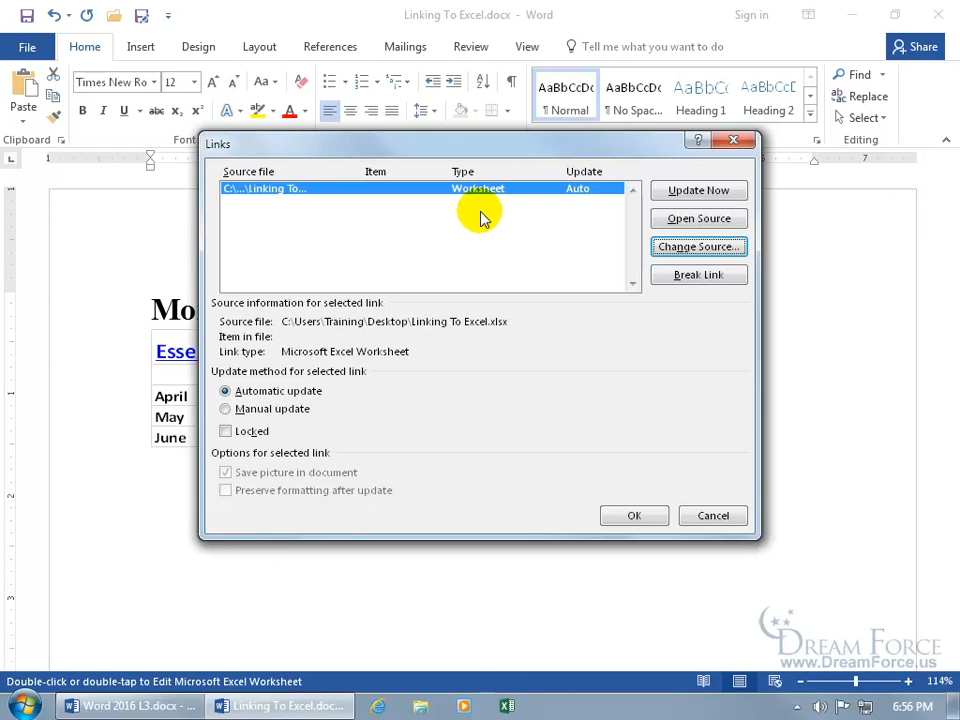 Linking To Excel.docx - Word
Sign in
File Home Insert Design Layout References Mailings Review View Tell me what you want to do Share
Paste
Times New Ro 12 Aa
AaBbCcDc AaBbCcDc AaBbC AaBbCcD
¶ Normal ¶ No Spac... Heading 1 Heading 2
Find
Replace
Select
Clipboard
Editing
Links
Source file Item Type Update
C:\...\Linking To... Worksheet Auto
Update Now
Open Source
Change Source...
Break Link
Source information for selected link
Source file: C:\Users\Training\Desktop\Linking To Excel.xlsx
Item in file:
Link type: Microsoft Excel Worksheet
Update method for selected link
Automatic update
Manual update
Locked
Options for selected link
Save picture in document
Preserve formatting after update
OK Cancel
April
May
June
DREAM FORCE
www.DreamForce.us
Double-click or double-tap to Edit Microsoft Excel Worksheet
114%
Word 2016 L3.docx - ...
Linking To Excel.doc...
6:56 PM